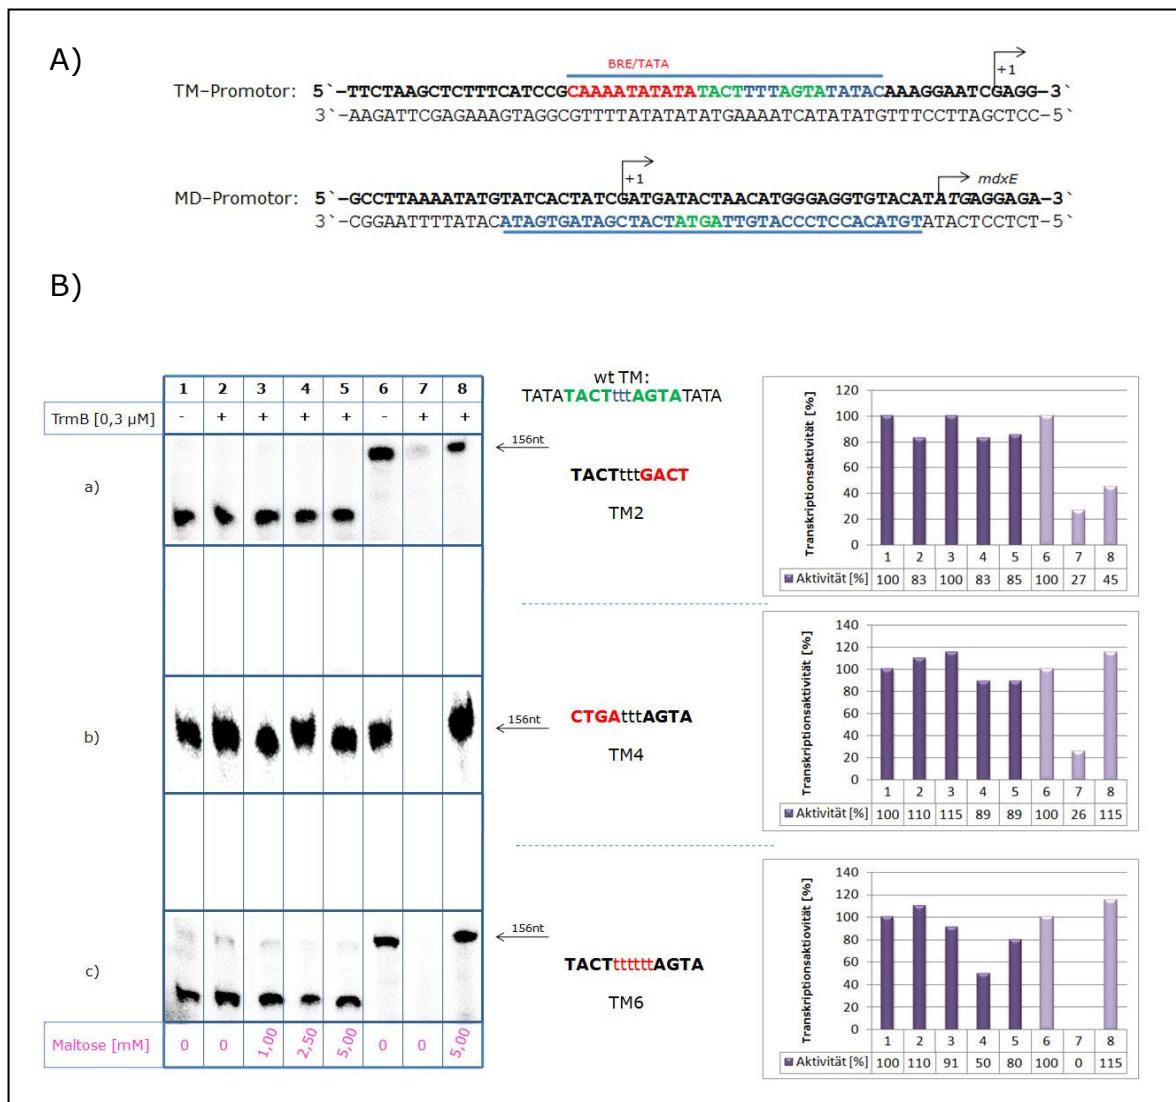 A)
BRE/TATA
+1
TM-Promotor: 5`-TTCTAAGCTCTTTCATCCGCAAAATATATATACTTTTAGTATATACAAAGGAATCGAGG-3`
3`-AAGATTCGAGAAAGTAGGCGTTTTATATATATGAAAATCATATATGTTTCCTTAGCTCC-5`
+1 mdxE
MD-Promotor: 5`-GCCTTAAAATATGTATCACTATCGATGATACTAACATGGGAGGTGTACATATGAGGAGA-3`
3`-CGGAATTTTATACATAGTGATAGCTACTATGATTGTACCCTCCACATGTATACTCCTCT-5`
B)
1 2 3 4 5 6 7 8
TrmB [0,3 µM] - + + + + - + +
wt TM:
TATATACTtttAGTATATA
a)
156nt
TACTtttGACT
TM2
Transkriptionsaktivität [%]
120
100
80
60
40
20
0
1 2 3 4 5 6 7 8
Aktivität [%] 100 83 100 83 85 100 27 45
b)
156nt
CTGAtttAGTA
TM4
Transkriptionsaktivität [%]
140
120
100
80
60
40
20
0
1 2 3 4 5 6 7 8
Aktivität [%] 100 110 115 89 89 100 26 115
c)
156nt
TACTttttttAGTA
TM6
Transkriptionsaktiovität [%]
140
120
100
80
60
40
20
0
1 2 3 4 5 6 7 8
Aktivität [%] 100 110 91 50 80 100 0 115
Maltose [mM] 0 0 1,00 2,50 5,00 0 0 5,00